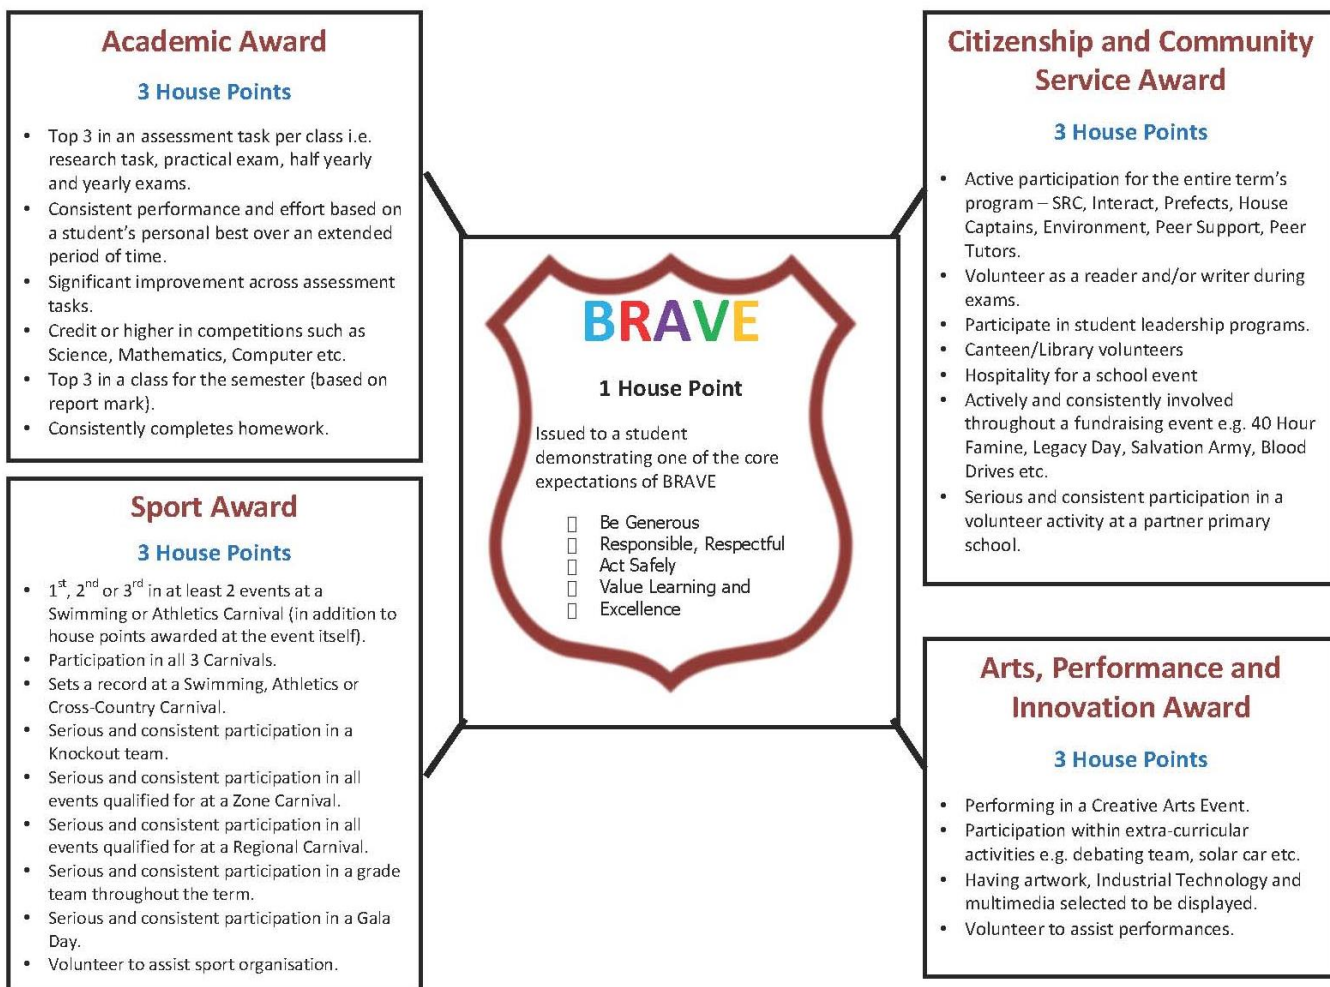 Academic Award
3 House Points
• Top 3 in an assessment task per class i.e.
research task, practical exam, half yearly
and yearly exams.
• Consistent performance and effort based on
a student's personal best over an extended
period of time.
• Significant improvement across assessment
tasks.
• Credit or higher in competitions such as
Science, Mathematics, Computer etc.
• Top 3 in a class for the semester (based on
report mark).
• Consistently completes homework.
Sport Award
3 House Points
• 1st, 2nd or 3rd in at least 2 events at a
Swimming or Athletics Carnival (in addition to
house points awarded at the event itself).
• Participation in all 3 Carnivals.
• Sets a record at a Swimming, Athletics or
Cross-Country Carnival.
• Serious and consistent participation in a
Knockout team.
• Serious and consistent participation in all
events qualified for at a Zone Carnival.
• Serious and consistent participation in all
events qualified for at a Regional Carnival.
• Serious and consistent participation in a grade
team throughout the term.
• Serious and consistent participation in a Gala
Day.
• Volunteer to assist sport organisation.
BRAVE
1 House Point
Issued to a student
demonstrating one of the core
expectations of BRAVE
Be Generous
Responsible, Respectful
Act Safely
Value Learning and
Excellence
Citizenship and Community
Service Award
3 House Points
• Active participation for the entire term's
program – SRC, Interact, Prefects, House
Captains, Environment, Peer Support, Peer
Tutors.
• Volunteer as a reader and/or writer during
exams.
• Participate in student leadership programs.
• Canteen/Library volunteers
• Hospitality for a school event
• Actively and consistently involved
throughout a fundraising event e.g. 40 Hour
Famine, Legacy Day, Salvation Army, Blood
Drives etc.
• Serious and consistent participation in a
volunteer activity at a partner primary
school.
Arts, Performance and
Innovation Award
3 House Points
• Performing in a Creative Arts Event.
• Participation within extra-curricular
activities e.g. debating team, solar car etc.
• Having artwork, Industrial Technology and
multimedia selected to be displayed.
• Volunteer to assist performances.